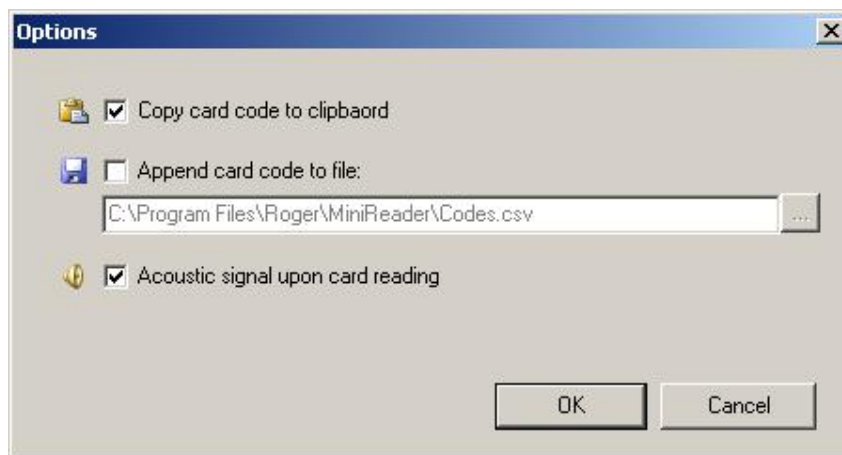 Options
Copy card code to clipbaord
Append card code to file:
C:\Program Files\Roger\MiniReader\Codes.csv
...
Acoustic signal upon card reading
OK Cancel